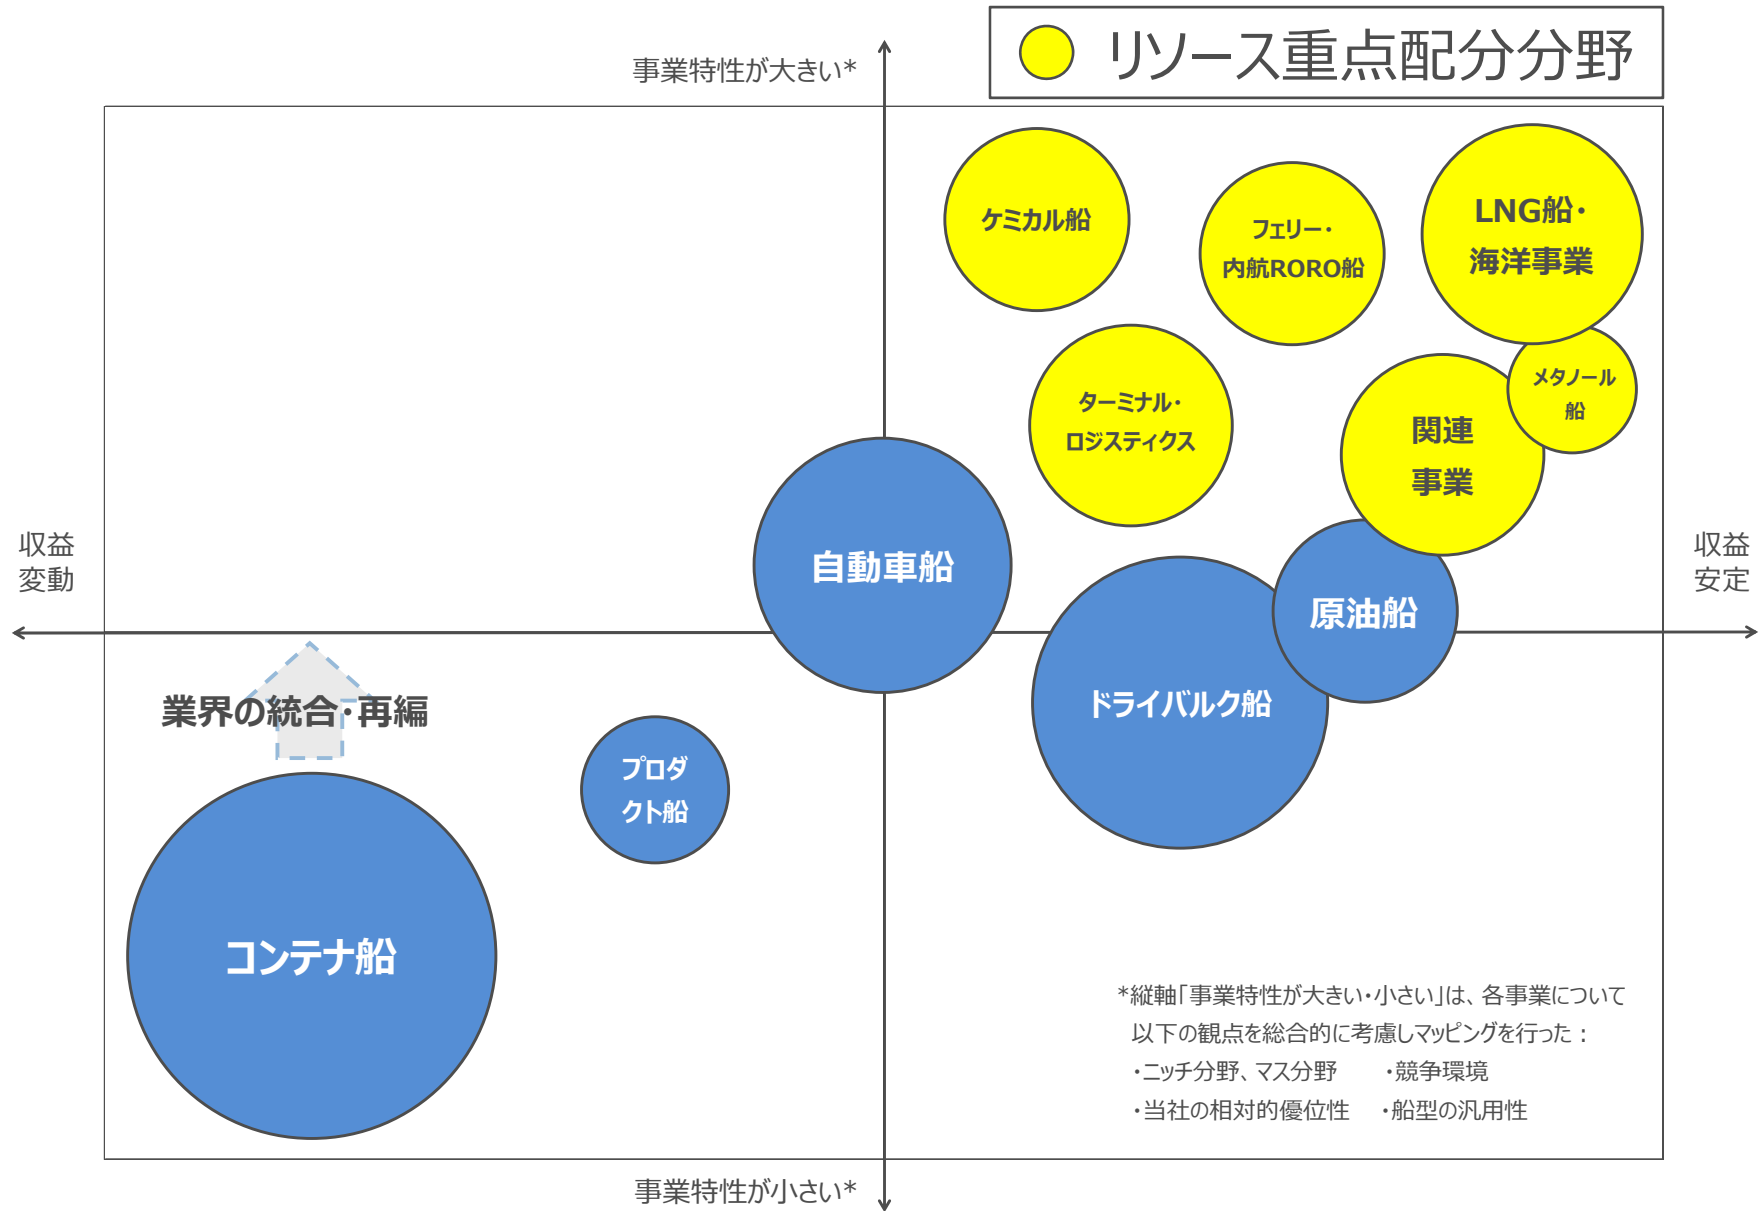 リソース重点配分分野
事業特性が大きい*
ケミカル船
フェリー・
内航RORO船
LNG船・
海洋事業
メタノール
船
ターミナル・
ロジスティクス
関連
事業
自動車船
原油船
収益
変動
収益
安定
業界の統合・再編
ドライバルク船
プロダ
クト船
コンテナ船
*縦軸「事業特性が大きい・小さい」は、各事業について
以下の観点を総合的に考慮しマッピングを行った：
・ニッチ分野、マス分野 ・競争環境
・当社の相対的優位性 ・船型の汎用性
事業特性が小さい*